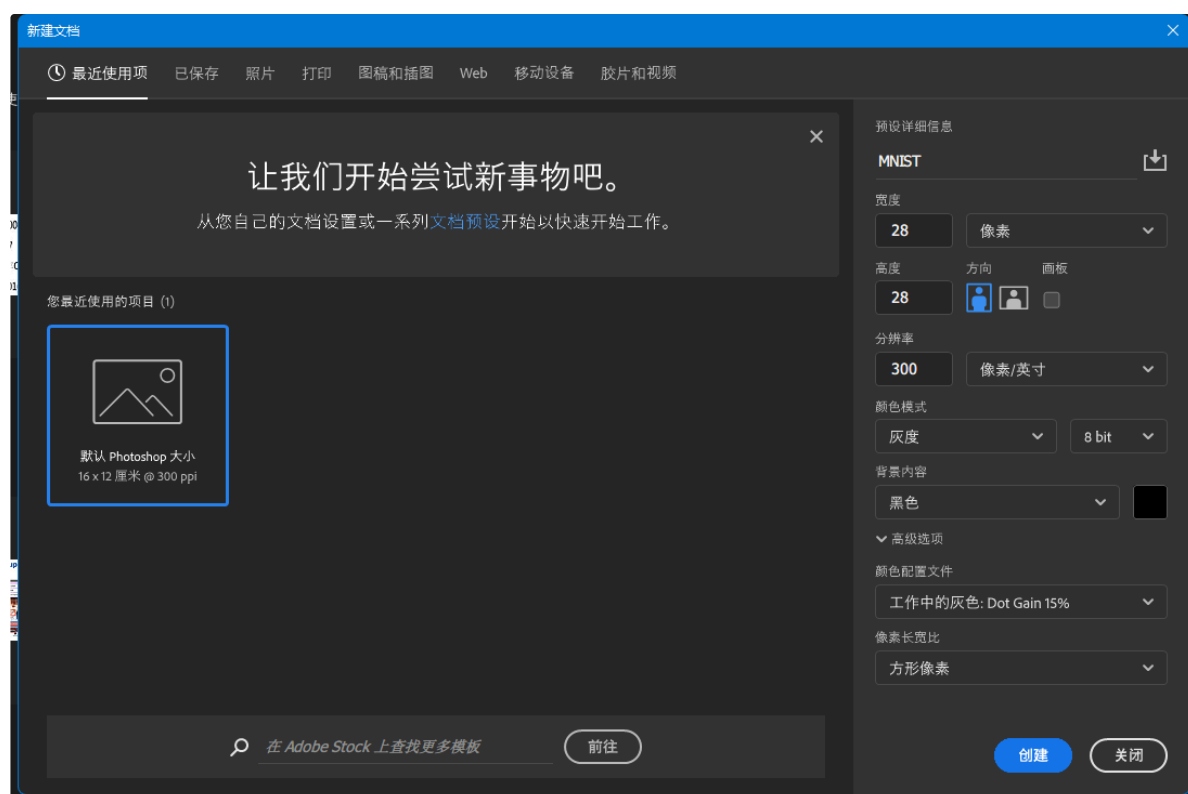 新建文档
最近使用项 已保存 照片 打印 图稿和插图 Web 移动设备 胶片和视频
让我们开始尝试新事物吧。
从您自己的文档设置或一系列文档预设开始以快速开始工作。
您最近使用的项目 (1)
默认 Photoshop 大小
16 x 12 厘米 @ 300 ppi
在 Adobe Stock 上查找更多模板 前往
预设详细信息
MNIST
宽度
28 像素
高度 方向 画板
28
分辨率
300 像素/英寸
颜色模式
灰度 8 bit
背景内容
黑色
高级选项
颜色配置文件
工作中的灰色: Dot Gain 15%
像素长宽比
方形像素
创建 关闭